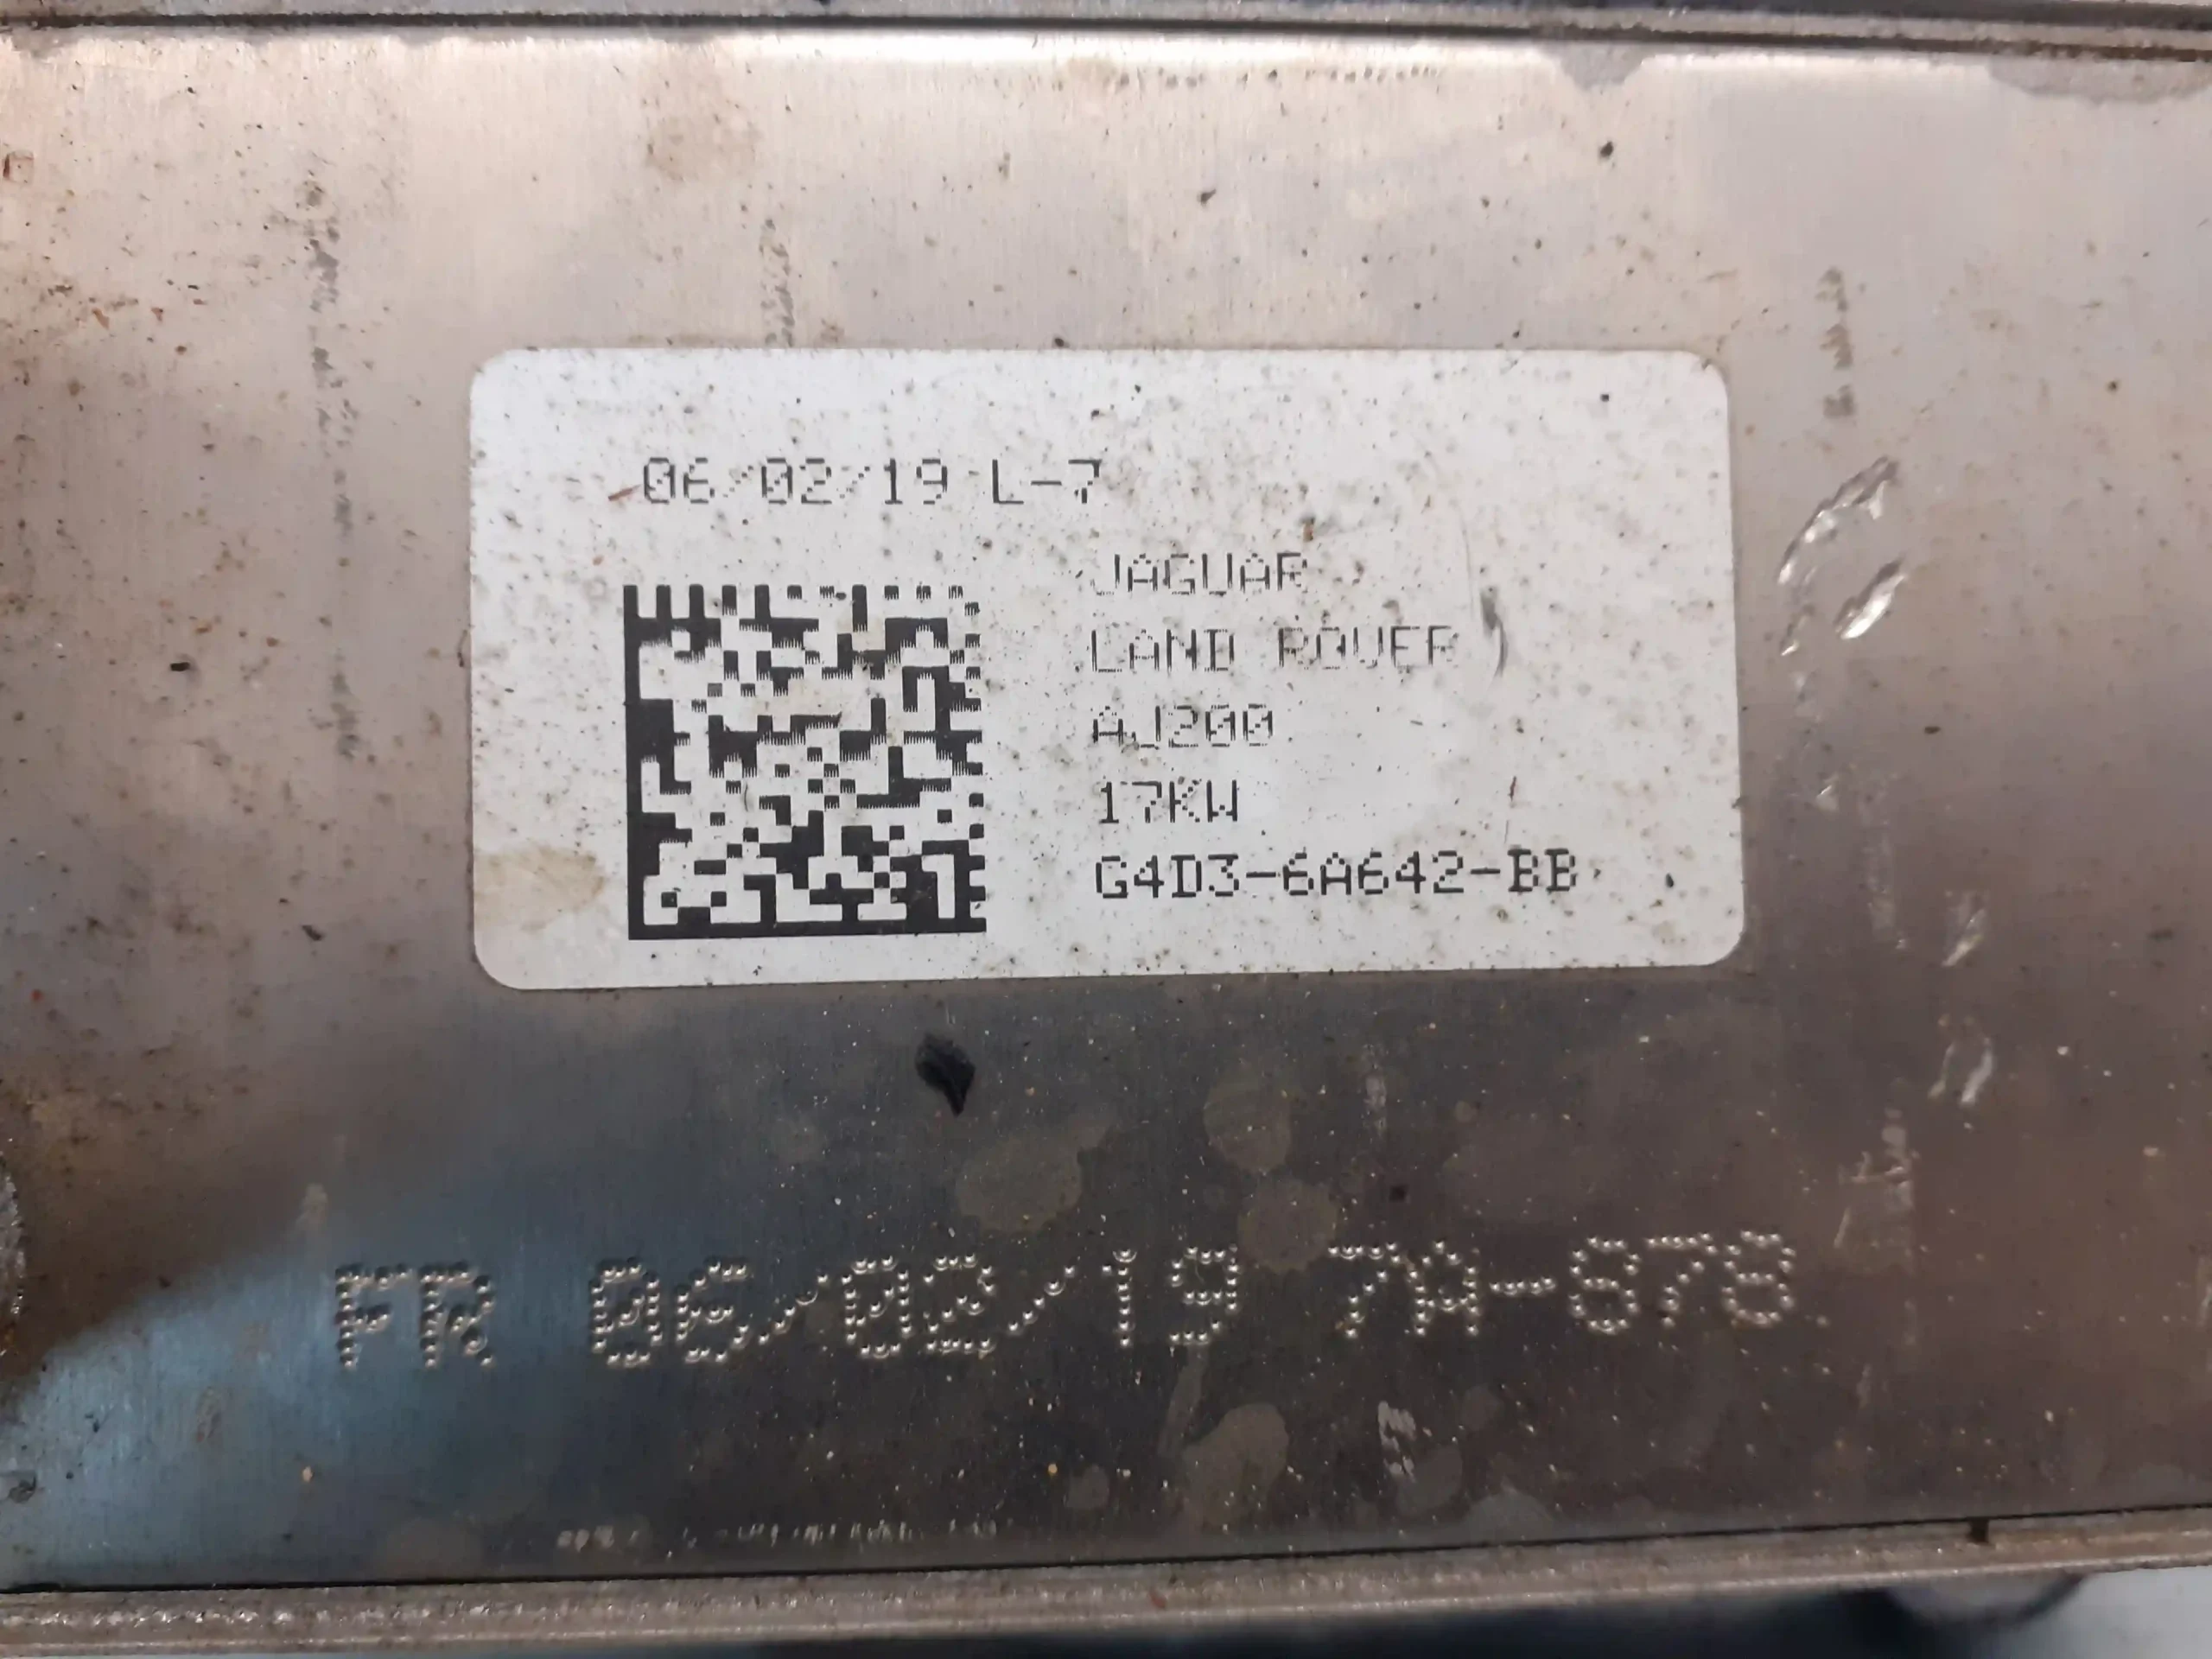 06/02/19 L-7
JAGUAR
LAND ROVER
AJ200
17KW
G4D3-6A642-BB
FR 06/02/19 7A-878